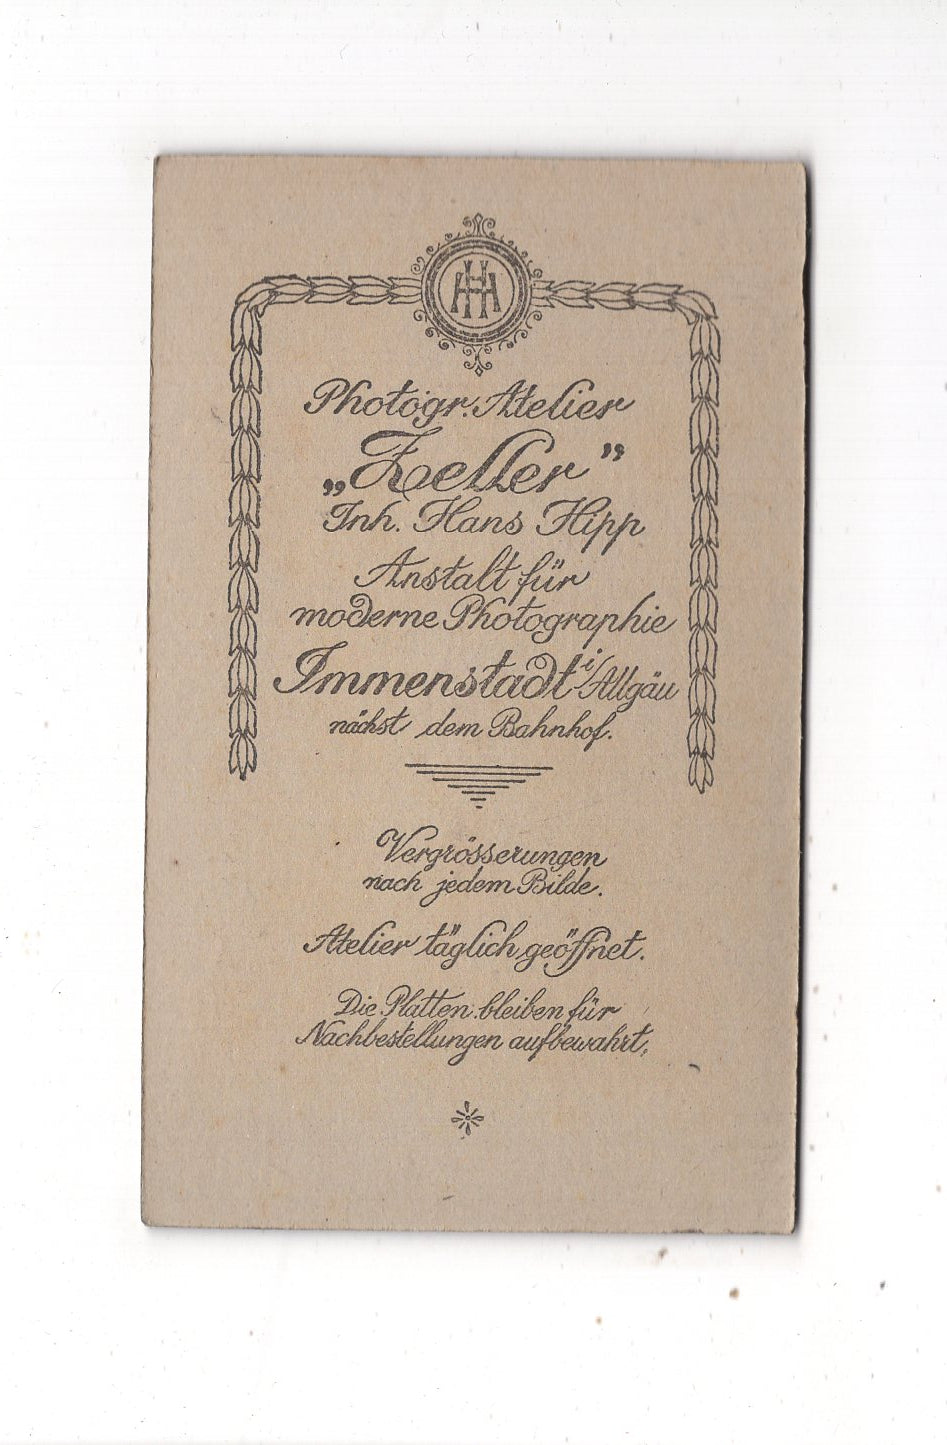 HH
Photogr. Atelier
„Zeller”
Inh. Hans Hipp
Anstalt für
moderne Photographie
Immenstadt i/Allgäu
nächst dem Bahnhof.
Vergrösserungen
nach jedem Bilde.
Atelier täglich geöffnet.
Die Platten bleiben für
Nachbestellungen aufbewahrt.